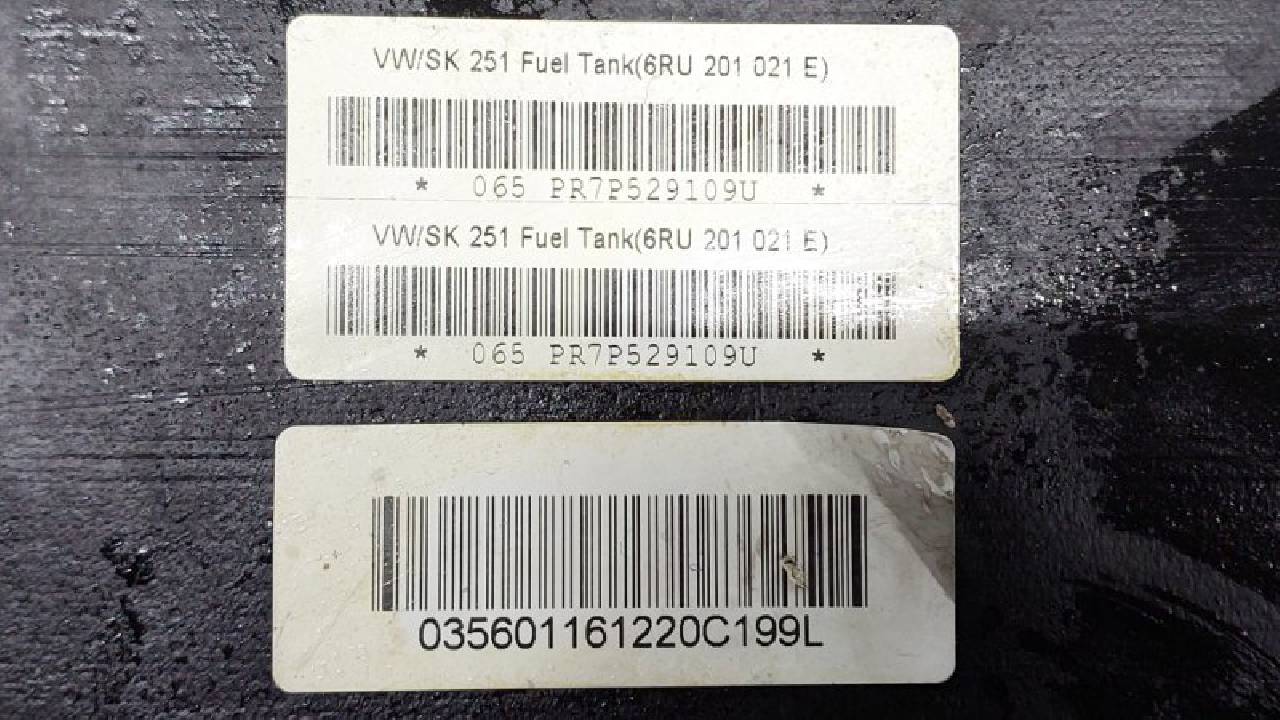 VW/SK 251 Fuel Tank(6RU 201 021 E)
* 065 PR7P529109U *
VW/SK 251 Fuel Tank(6RU 201 021 E)
* 065 PR7P529109U *
035601161220C199L